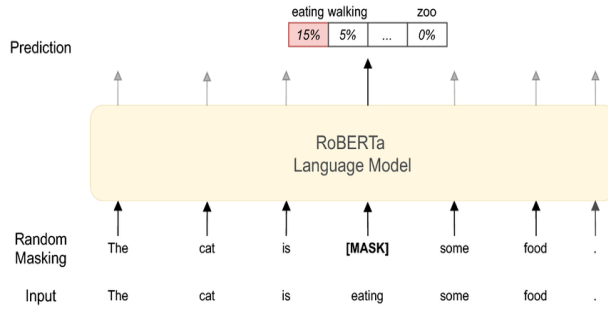 eating walking zoo
Prediction 15% 5% ... 0%
RoBERTa
Language Model
Random
Masking
The cat is [MASK] some food .
Input The cat is eating some food .